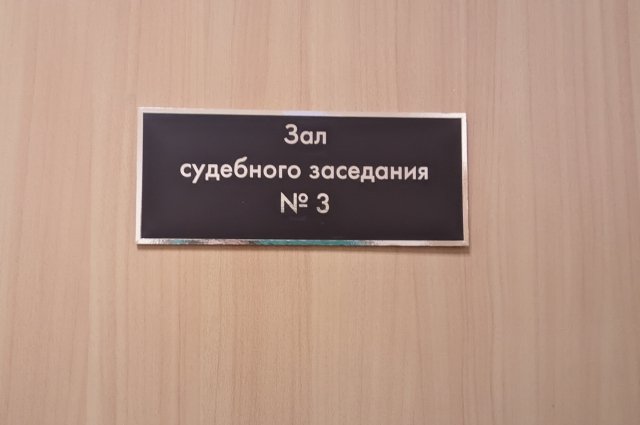 Зал
судебного заседания
№ 3